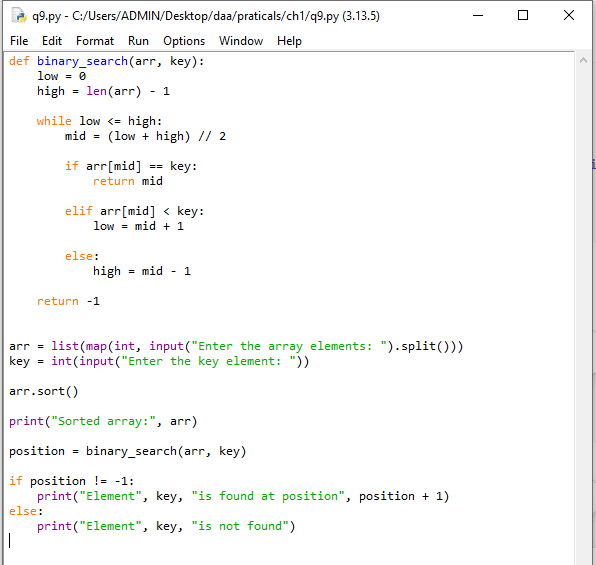 q9.py - C:/Users/ADMIN/Desktop/daa/praticals/ch1/q9.py (3.13.5)
File Edit Format Run Options Window Help
def binary_search(arr, key):
    low = 0
    high = len(arr) - 1

    while low <= high:
        mid = (low + high) // 2

        if arr[mid] == key:
            return mid

        elif arr[mid] < key:
            low = mid + 1

        else:
            high = mid - 1

    return -1


arr = list(map(int, input("Enter the array elements: ").split()))
key = int(input("Enter the key element: "))

arr.sort()

print("Sorted array:", arr)

position = binary_search(arr, key)

if position != -1:
    print("Element", key, "is found at position", position + 1)
else:
    print("Element", key, "is not found")